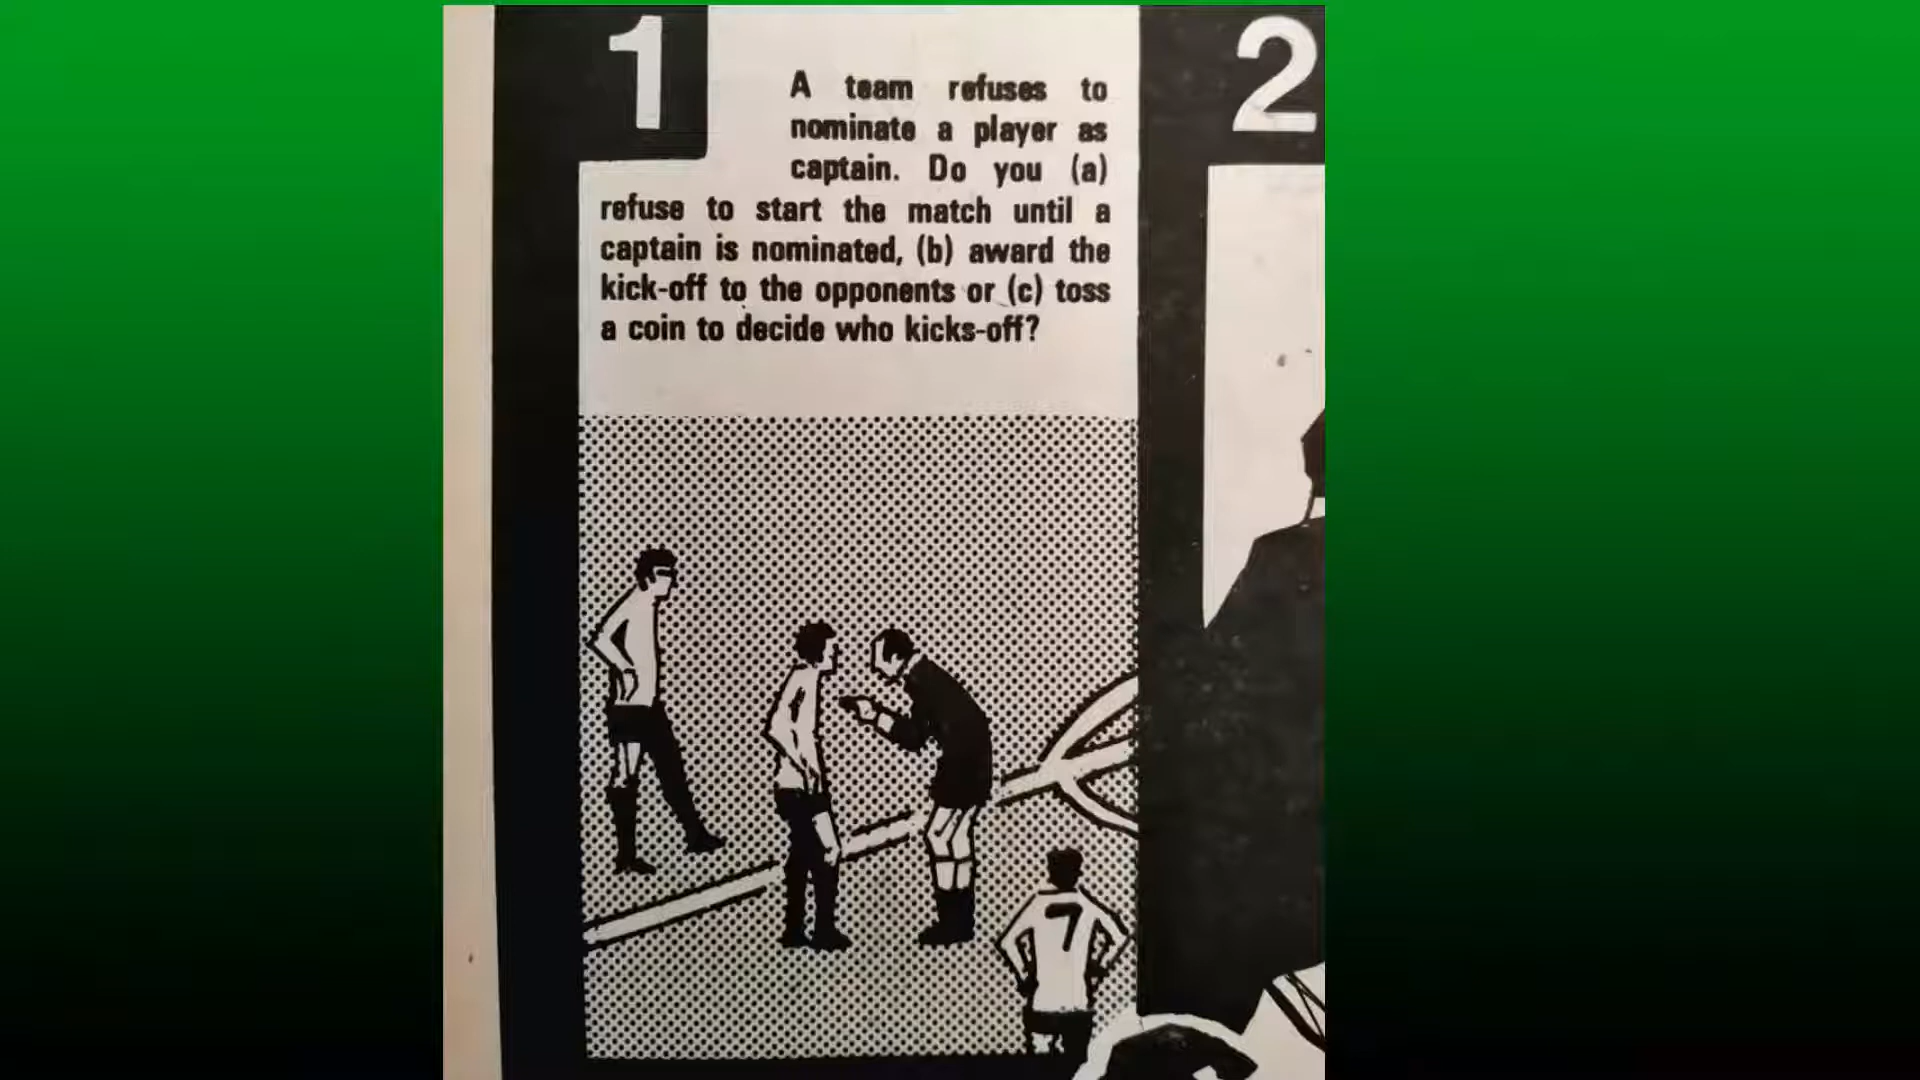 1
A team refuses to
nominate a player as
captain. Do you (a)
refuse to start the match until a
captain is nominated, (b) award the
kick-off to the opponents or (c) toss
a coin to decide who kicks-off?
7
2